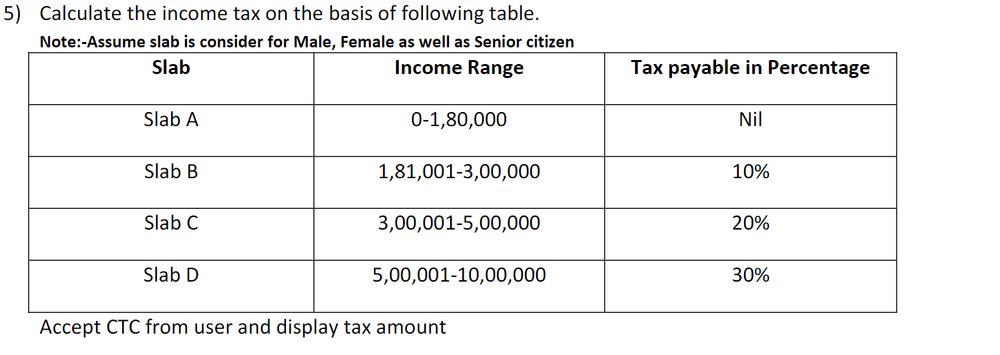 5) Calculate the income tax on the basis of following table.
Note:-Assume slab is consider for Male, Female as well as Senior citizen
Slab Income Range Tax payable in Percentage
Slab A 0-1,80,000 Nil
Slab B 1,81,001-3,00,000 10%
Slab C 3,00,001-5,00,000 20%
Slab D 5,00,001-10,00,000 30%
Accept CTC from user and display tax amount